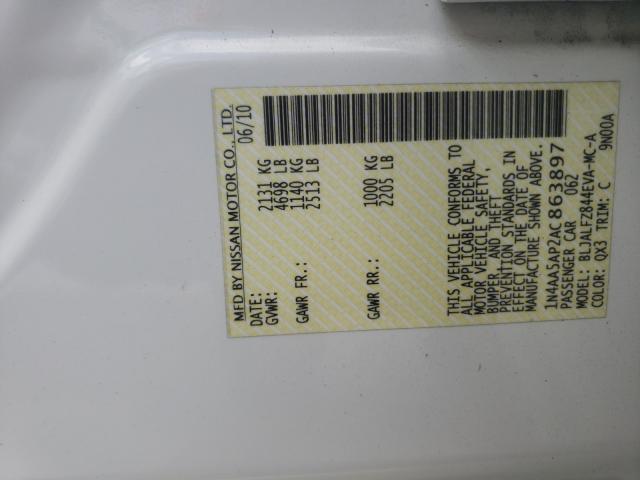 MFD BY NISSAN MOTOR CO., LTD.
DATE: 06/10
GVWR: 2131 KG
4698 LB
GAWR FR.: 1140 KG
2513 LB
GAWR RR.: 1000 KG
2205 LB
THIS VEHICLE CONFORMS TO
ALL APPLICABLE FEDERAL
MOTOR VEHICLE SAFETY,
BUMPER, AND THEFT
PREVENTION STANDARDS IN
EFFECT ON THE DATE OF
MANUFACTURE SHOWN ABOVE.
1N4AA5AP2AC863897
PASSENGER CAR 062
MODEL: BLJALFZ844EVA-MC-A
COLOR: QX3 TRIM: C 9N00A